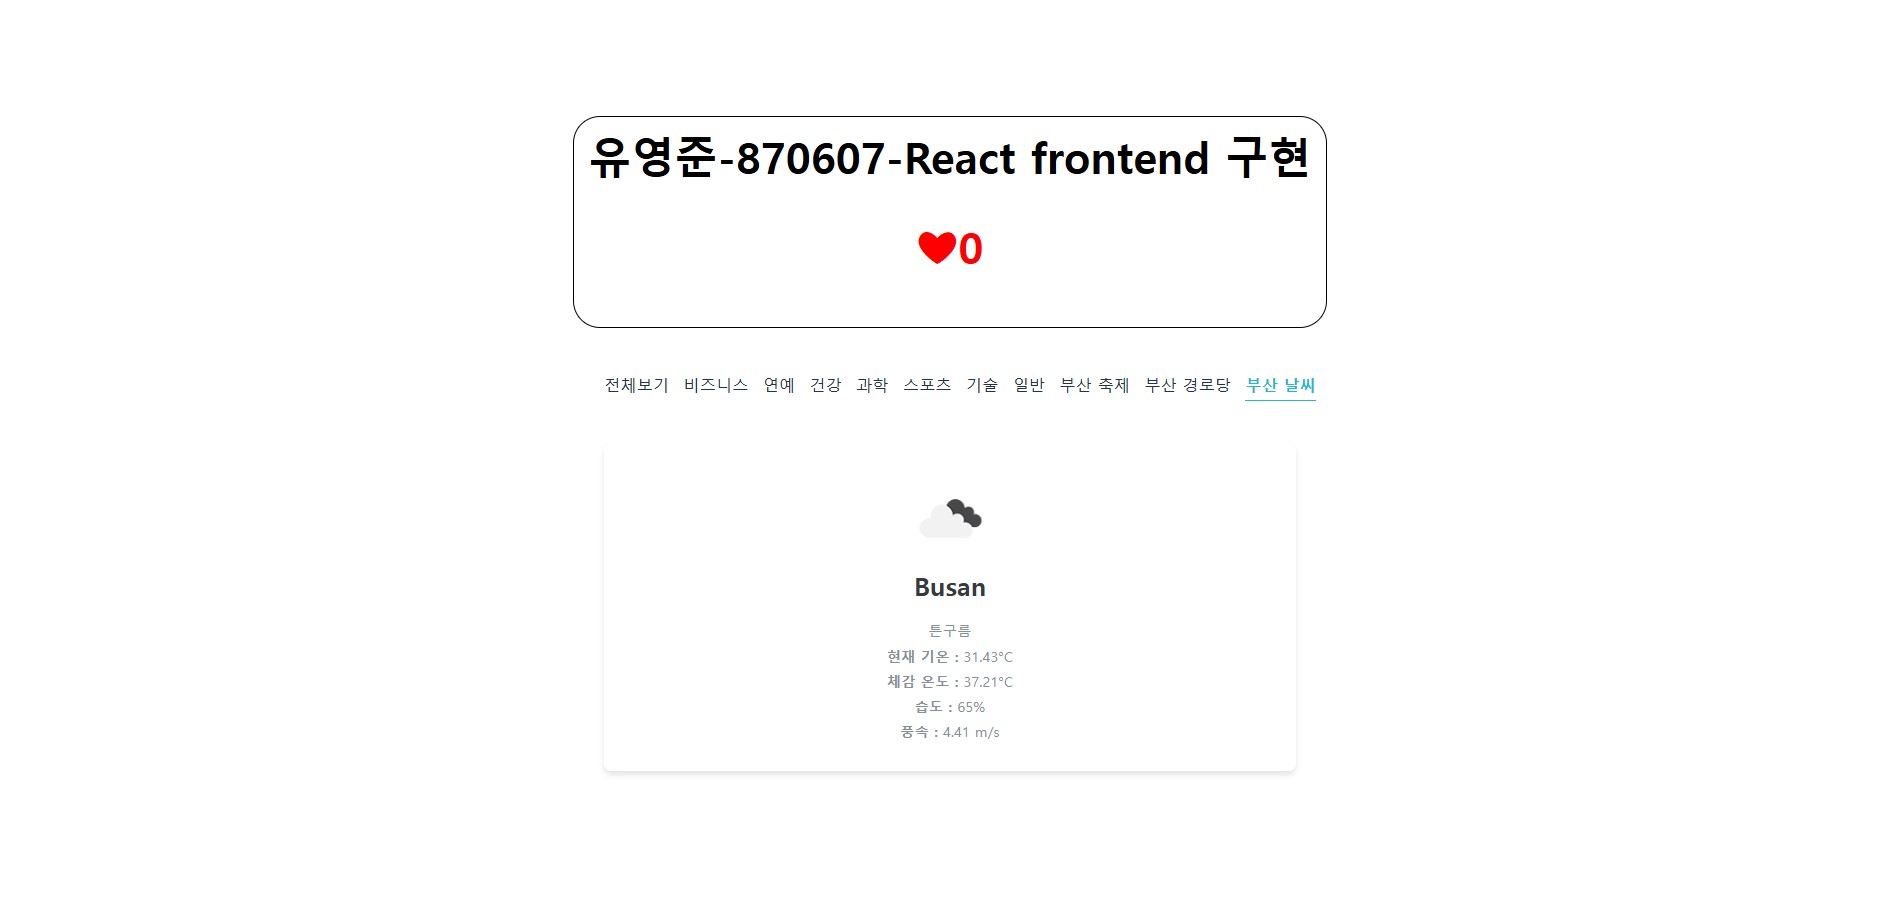 유영준-870607-React frontend 구현
0
전체보기 비즈니스 연예 건강 과학 스포츠 기술 일반 부산 축제 부산 경로당 부산 날씨
Busan
튼구름
현재 기온 : 31.43°C
체감 온도 : 37.21°C
습도 : 65%
풍속 : 4.41 m/s